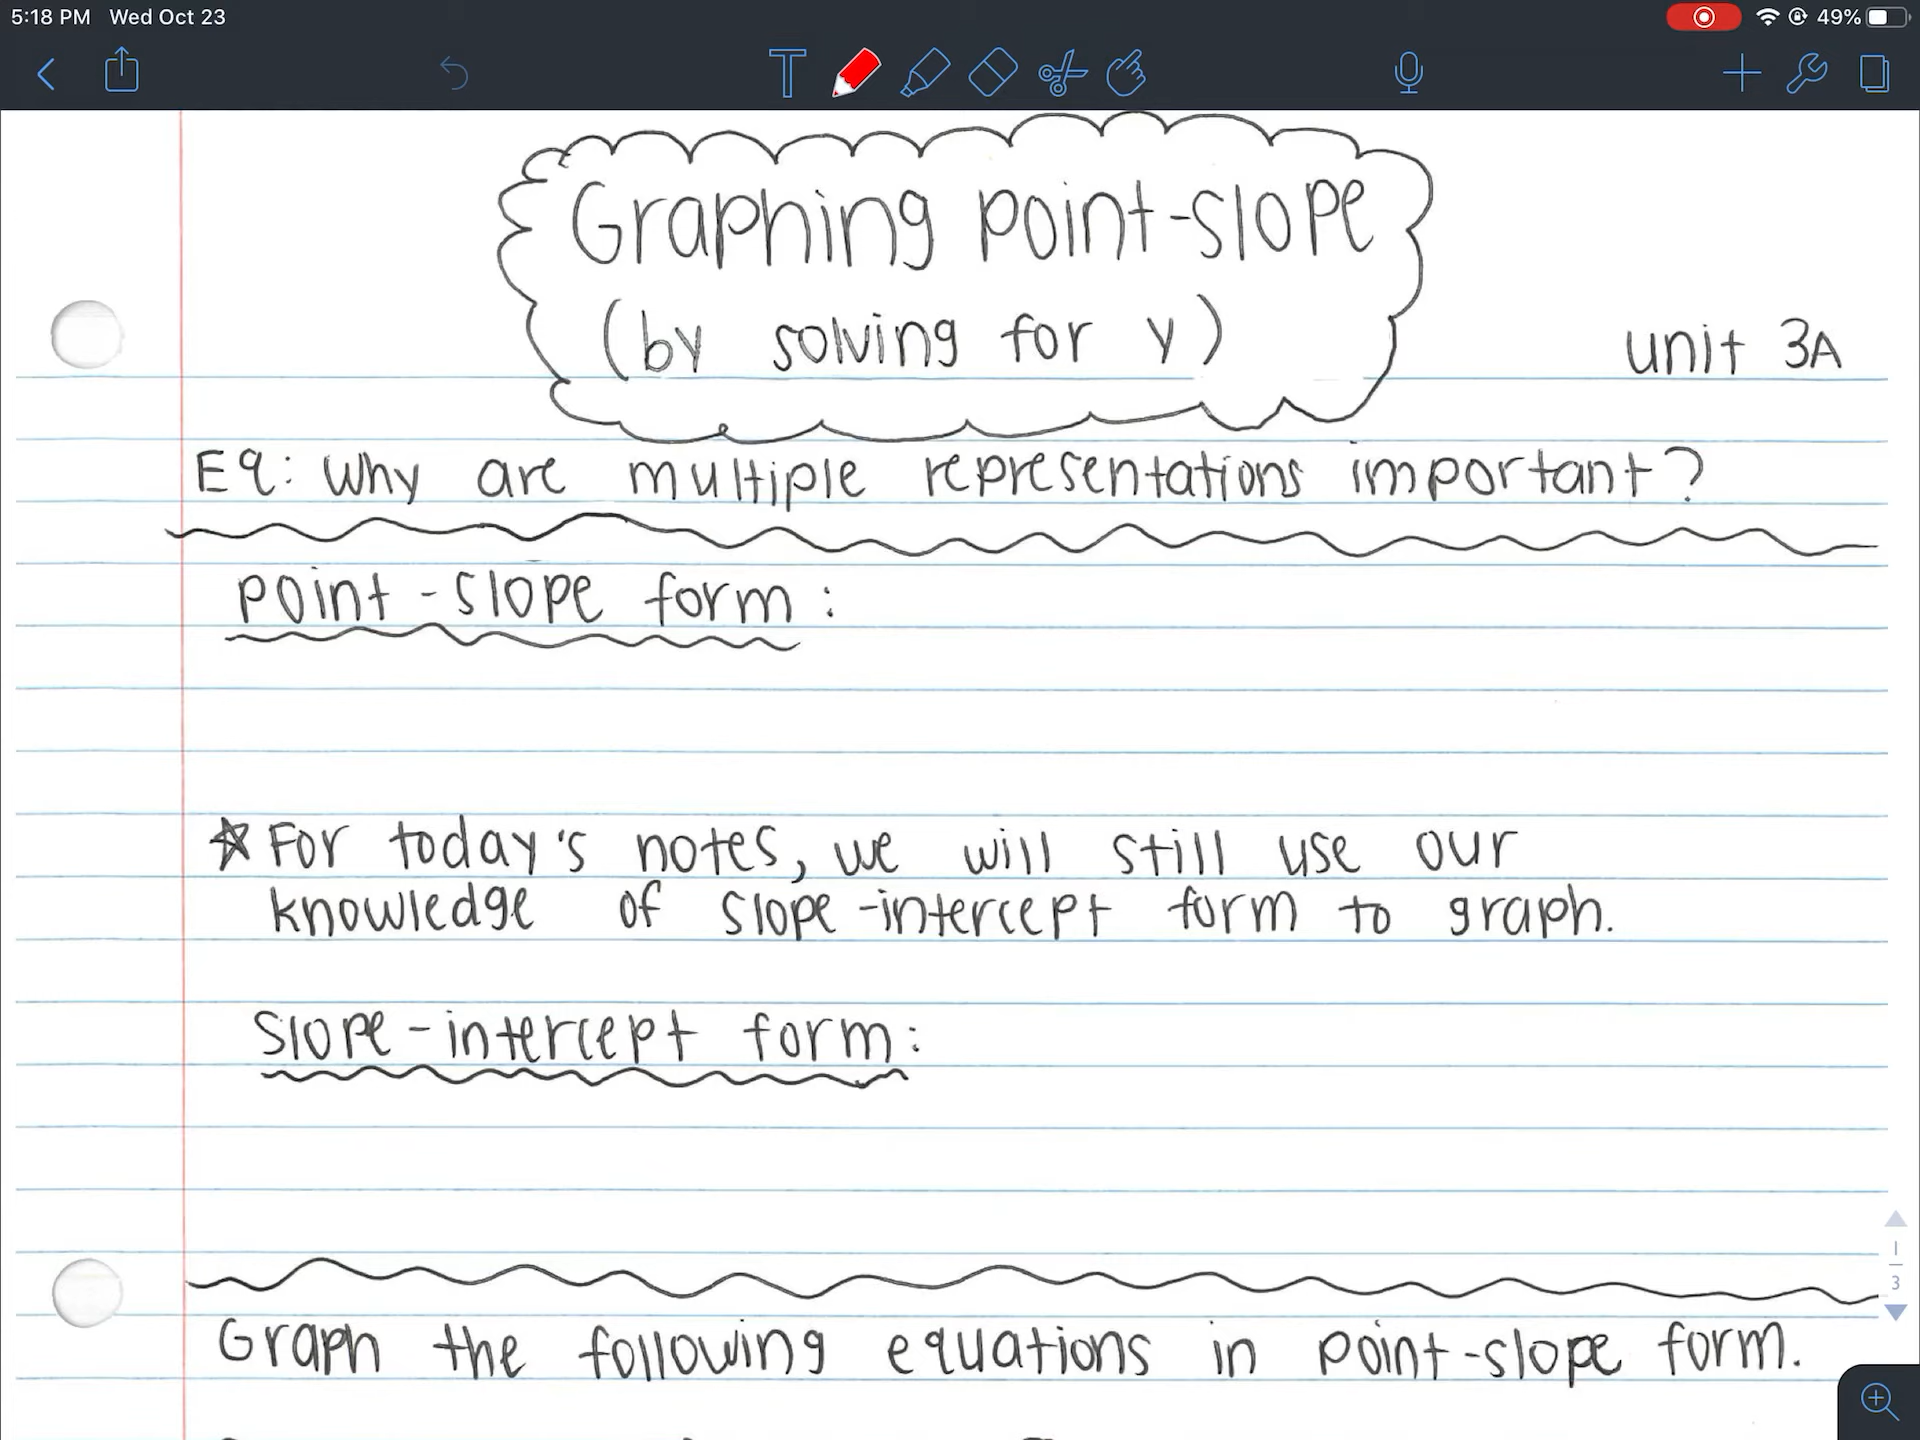 5:18 PM Wed Oct 23
49%
T
Graphing point-slope
(by solving for y)
unit 3A
EQ: Why are multiple representations important?
point-slope form:
☆ For today's notes, we will still use our
knowledge of slope-intercept form to graph.
Slope-intercept form:
1
3
Graph the following equations in point-slope form.